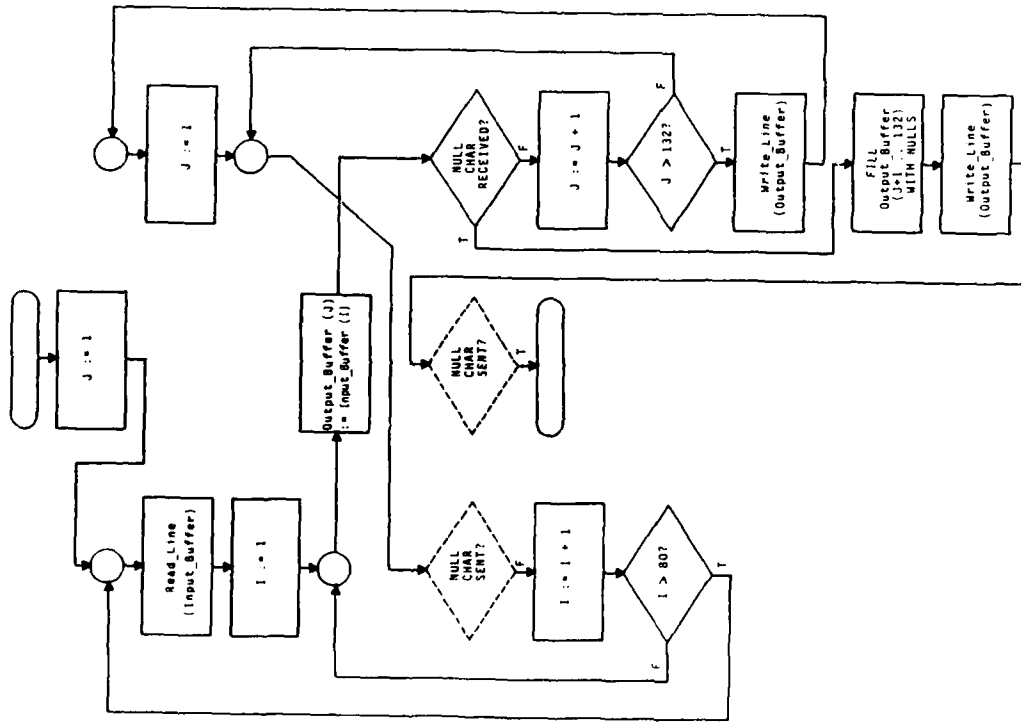 J := 1
Read_Line
(Input_Buffer)
I := 1
Output_Buffer (J)
:= Input_Buffer (I)
NULL
CHAR
SENT?
F
I := I + 1
I > 80?
F
T
NULL
CHAR
SENT?
T
J := 1
NULL
CHAR
RECEIVED?
T
F
J := J + 1
J > 132?
F
T
Write_Line
(Output_Buffer)
FILL
Output_Buffer
(J+1 .. 132)
WITH NULLS
Write_Line
(Output_Buffer)